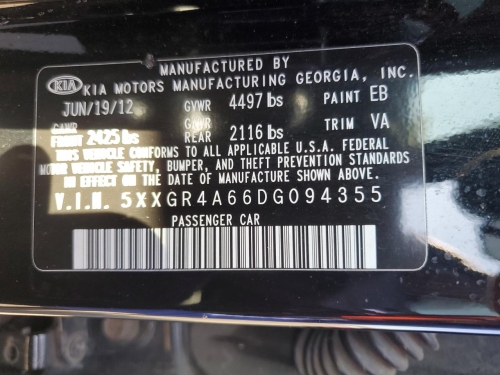 MANUFACTURED BY
KIA KIA MOTORS MANUFACTURING GEORGIA, INC.
JUN/19/12 GVWR 4497 lbs PAINT EB
GAWR FRONT 2425 lbs GAWR REAR 2116 lbs TRIM VA
THIS VEHICLE CONFORMS TO ALL APPLICABLE U.S.A. FEDERAL
MOTOR VEHICLE SAFETY, BUMPER, AND THEFT PREVENTION STANDARDS
IN EFFECT ON THE DATE OF MANUFACTURE SHOWN ABOVE.
V.I.N. 5XXGR4A66DG094355
PASSENGER CAR